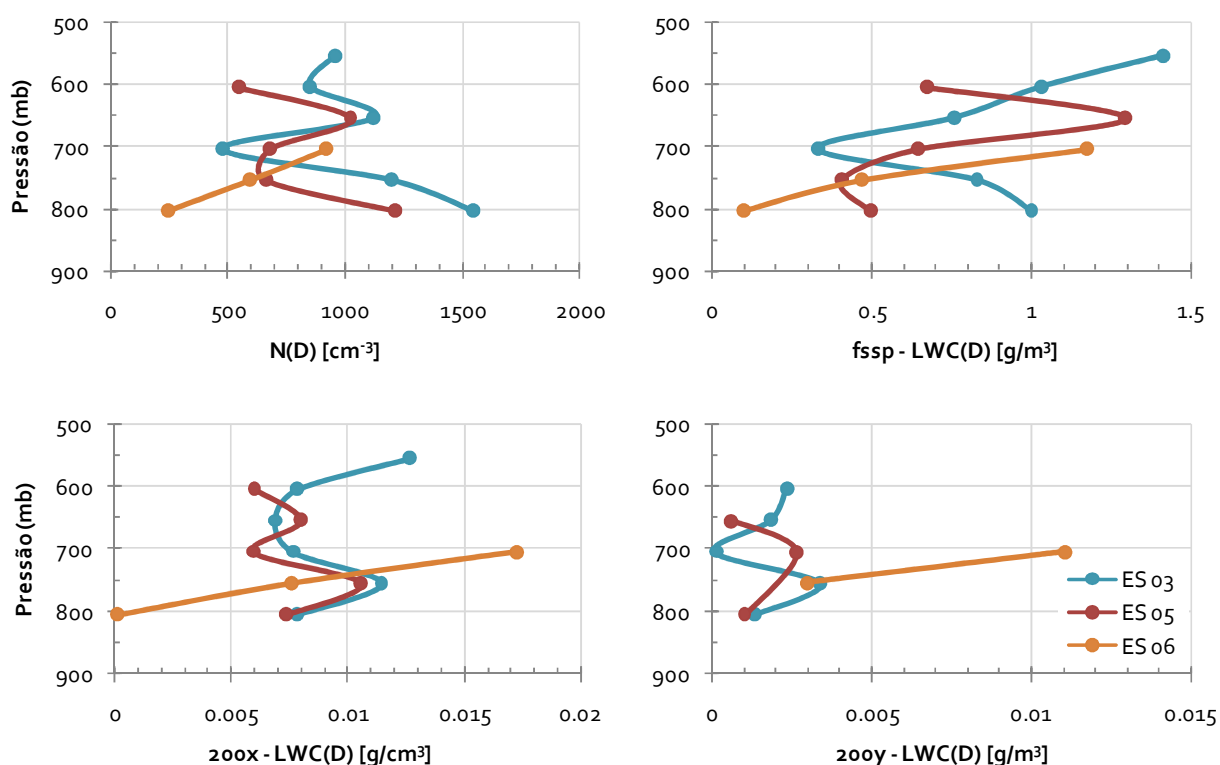 500
600
700
800
900
Pressão (mb)
0 500 1000 1500 2000
N(D) [cm⁻³]
500
600
700
800
900
0 0.5 1 1.5
fssp - LWC(D) [g/m³]
500
600
700
800
900
Pressão (mb)
0 0.005 0.01 0.015 0.02
200x - LWC(D) [g/cm³]
500
600
700
800
900
ES 03
ES 05
ES 06
0 0.005 0.01 0.015
200y - LWC(D) [g/m³]